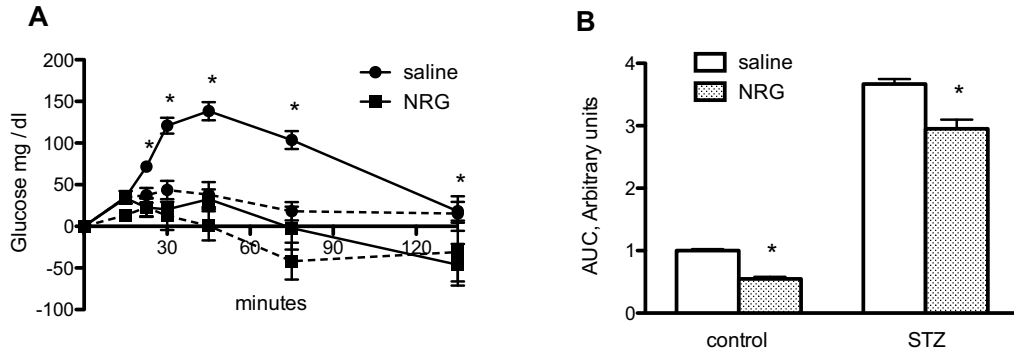 A
200
150
100
50
0
-50
-100
Glucose mg / dl
30
60
90
120
minutes
saline
NRG
*
*
*
*
*
B
4
3
2
1
0
AUC, Arbitrary units
saline
NRG
*
*
control
STZ